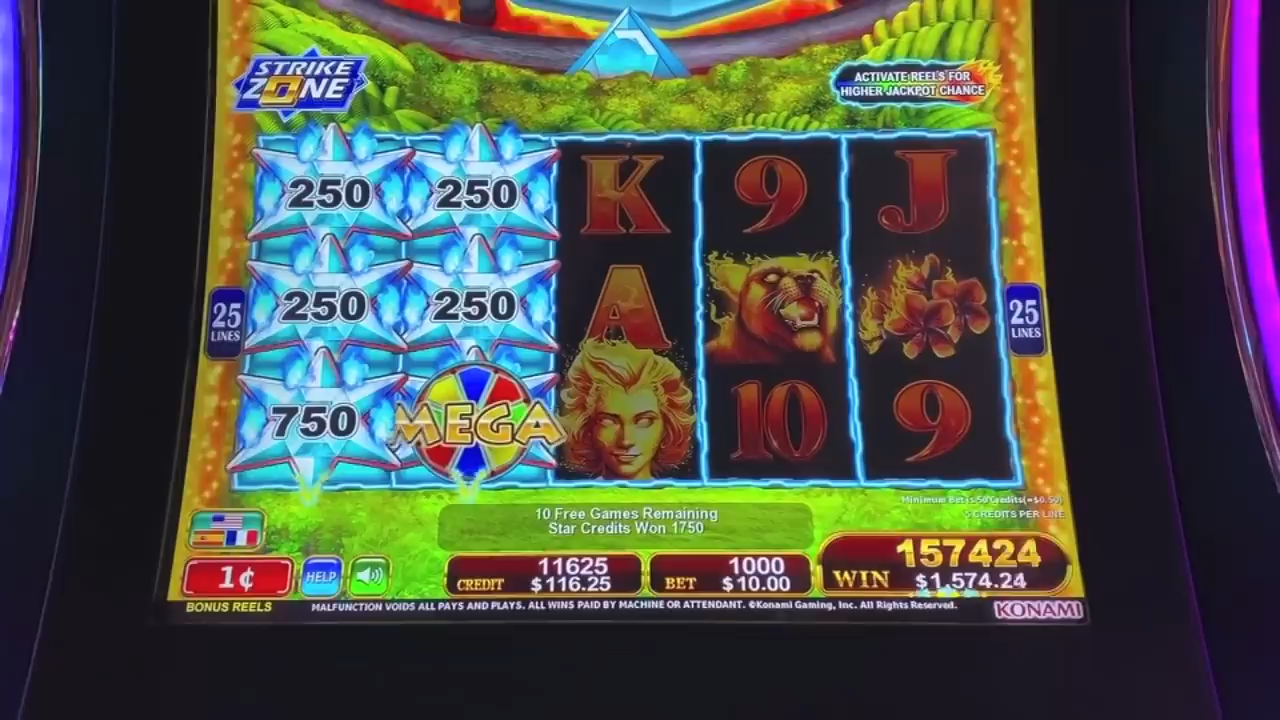 STRIKE
ZONE
ACTIVATE REELS FOR
HIGHER JACKPOT CHANCE
250 250 K 9 J
25 LINES
250 250 A
25 LINES
750 MEGA 10 9
Minimum Bet is 50 Credits(=$0.50)
5 CREDITS PER LINE
10 Free Games Remaining
Star Credits Won 1750
1¢
HELP
CREDIT 11625 $116.25
BET 1000 $10.00
WIN 157424 $1,574.24
BONUS REELS
MALFUNCTION VOIDS ALL PAYS AND PLAYS. ALL WINS PAID BY MACHINE OR ATTENDANT. ©Konami Gaming, Inc. All Rights Reserved.
KONAMI